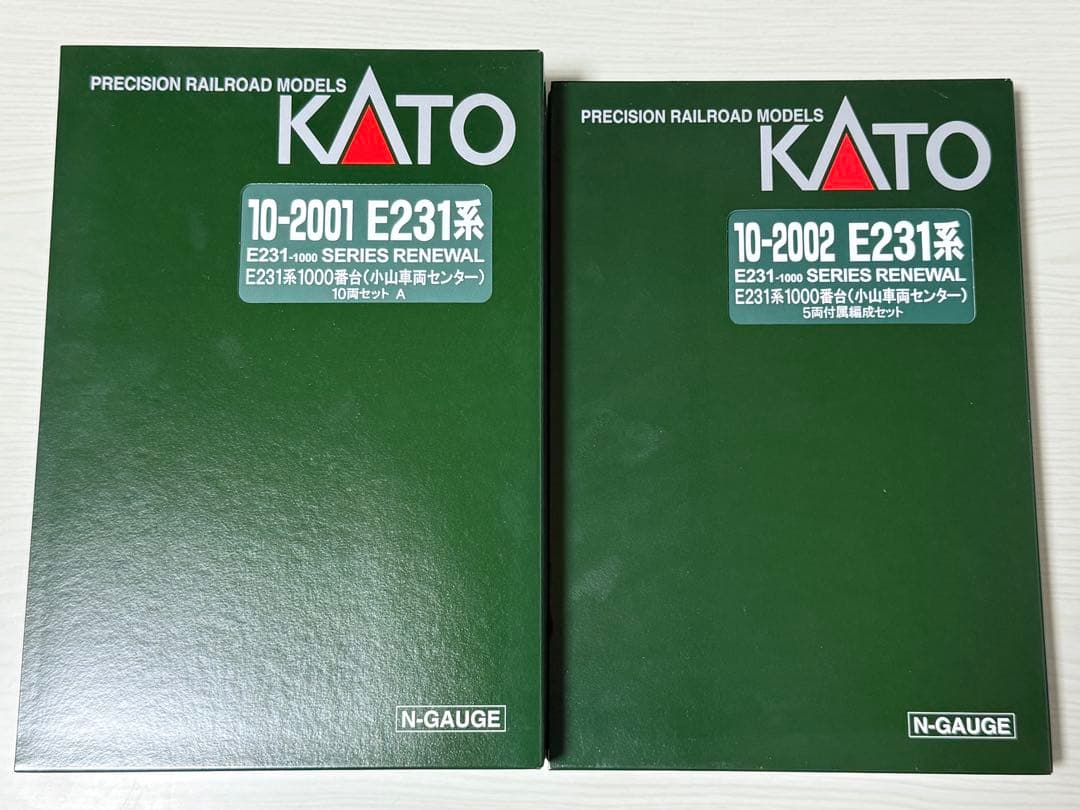 PRECISION RAILROAD MODELS
KATO
10-2001 E231系
E231-1000 SERIES RENEWAL
E231系1000番台(小山車両センター)
10両セット A
N-GAUGE
PRECISION RAILROAD MODELS
KATO
10-2002 E231系
E231-1000 SERIES RENEWAL
E231系1000番台(小山車両センター)
5両付属編成セット
N-GAUGE